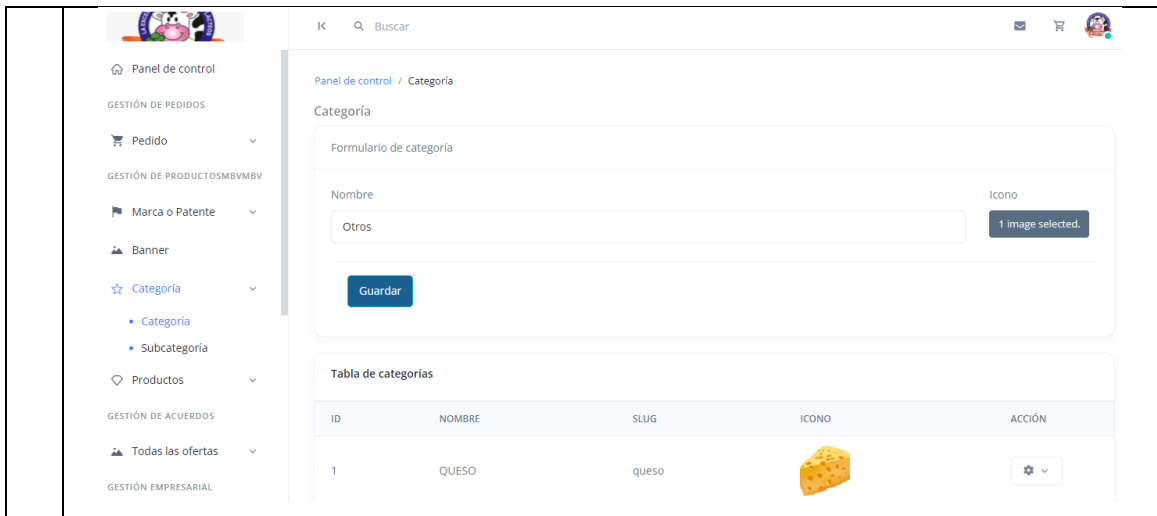 Buscar
Panel de control
GESTIÓN DE PEDIDOS
Pedido
GESTIÓN DE PRODUCTOSMBVMBV
Marca o Patente
Banner
Categoría
Categoría
Subcategoría
Productos
GESTIÓN DE ACUERDOS
Todas las ofertas
GESTIÓN EMPRESARIAL
Panel de control / Categoría
Categoría
Formulario de categoría
Nombre Icono
Otros 1 image selected.
Guardar
Tabla de categorías
ID NOMBRE SLUG ICONO ACCIÓN
1 QUESO queso